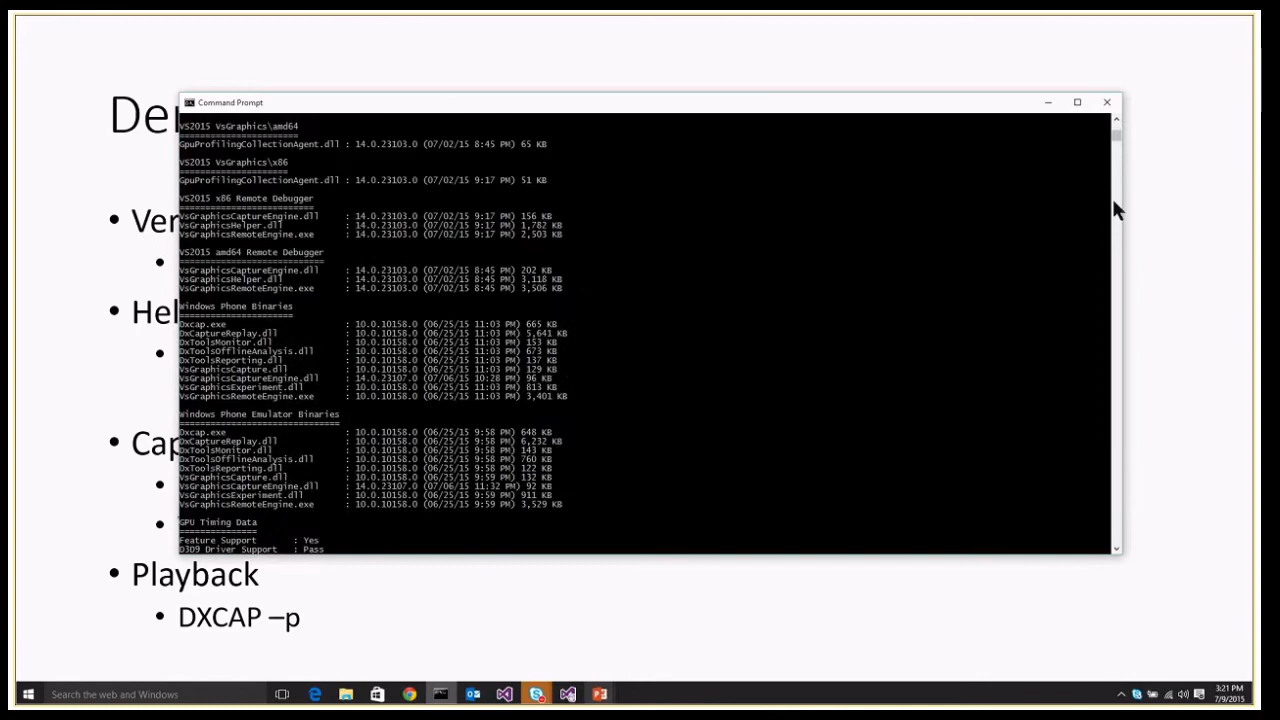 Command Prompt
VS2015 VsGraphics\amd64
=======================
GpuProfilingCollectionAgent.dll : 14.0.23103.0 (07/02/15 8:45 PM) 65 KB
VS2015 VsGraphics\x86
=====================
GpuProfilingCollectionAgent.dll : 14.0.23103.0 (07/02/15 9:17 PM) 51 KB
VS2015 x86 Remote Debugger
==========================
VsGraphicsCaptureEngine.dll : 14.0.23103.0 (07/02/15 9:17 PM) 156 KB
VsGraphicsHelper.dll : 14.0.23103.0 (07/02/15 9:17 PM) 1,782 KB
VsGraphicsRemoteEngine.exe : 14.0.23103.0 (07/02/15 9:17 PM) 2,503 KB
VS2015 amd64 Remote Debugger
============================
VsGraphicsCaptureEngine.dll : 14.0.23103.0 (07/02/15 8:45 PM) 202 KB
VsGraphicsHelper.dll : 14.0.23103.0 (07/02/15 8:45 PM) 3,118 KB
VsGraphicsRemoteEngine.exe : 14.0.23103.0 (07/02/15 8:45 PM) 3,506 KB
Windows Phone Binaries
======================
Dxcap.exe : 10.0.10158.0 (06/25/15 11:03 PM) 665 KB
DxCaptureReplay.dll : 10.0.10158.0 (06/25/15 11:03 PM) 5,641 KB
DxToolsMonitor.dll : 10.0.10158.0 (06/25/15 11:03 PM) 153 KB
DxToolsOfflineAnalysis.dll : 10.0.10158.0 (06/25/15 11:03 PM) 673 KB
DxToolsReporting.dll : 10.0.10158.0 (06/25/15 11:03 PM) 137 KB
VsGraphicsCapture.dll : 10.0.10158.0 (06/25/15 11:03 PM) 129 KB
VsGraphicsCaptureEngine.dll : 14.0.23107.0 (07/06/15 10:28 PM) 96 KB
VsGraphicsExperiment.dll : 10.0.10158.0 (06/25/15 11:03 PM) 813 KB
VsGraphicsRemoteEngine.exe : 10.0.10158.0 (06/25/15 11:03 PM) 3,401 KB
Windows Phone Emulator Binaries
===============================
Dxcap.exe : 10.0.10158.0 (06/25/15 9:58 PM) 648 KB
DxCaptureReplay.dll : 10.0.10158.0 (06/25/15 9:58 PM) 6,232 KB
DxToolsMonitor.dll : 10.0.10158.0 (06/25/15 9:58 PM) 143 KB
DxToolsOfflineAnalysis.dll : 10.0.10158.0 (06/25/15 9:58 PM) 760 KB
DxToolsReporting.dll : 10.0.10158.0 (06/25/15 9:58 PM) 122 KB
VsGraphicsCapture.dll : 10.0.10158.0 (06/25/15 9:59 PM) 132 KB
VsGraphicsCaptureEngine.dll : 14.0.23107.0 (07/06/15 11:32 PM) 92 KB
VsGraphicsExperiment.dll : 10.0.10158.0 (06/25/15 9:59 PM) 911 KB
VsGraphicsRemoteEngine.exe : 10.0.10158.0 (06/25/15 9:59 PM) 3,529 KB
GPU Timing Data
===============
Feature Support : Yes
D3D9 Driver Support : Pass
• Playback
• DXCAP –p
Search the web and Windows
3:21 PM
7/9/2015